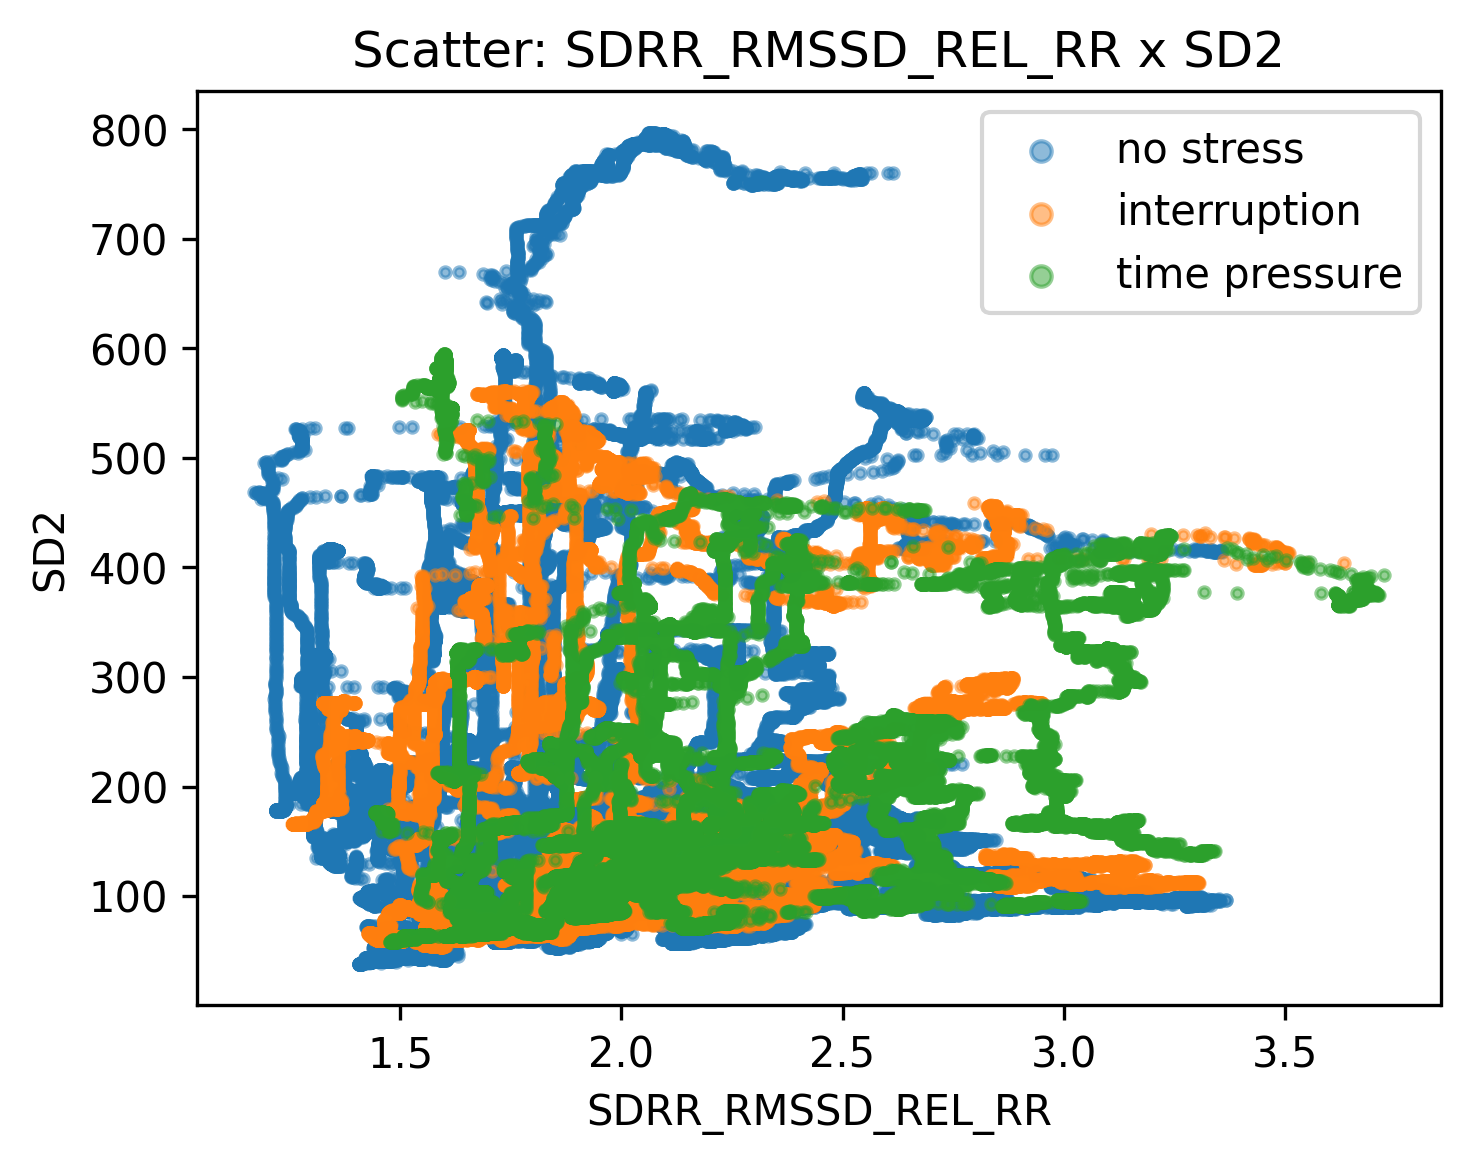 Scatter: SDRR_RMSSD_REL_RR x SD2
no stress
interruption
time pressure
SD2
800
700
600
500
400
300
200
100
1.5 2.0 2.5 3.0 3.5
SDRR_RMSSD_REL_RR